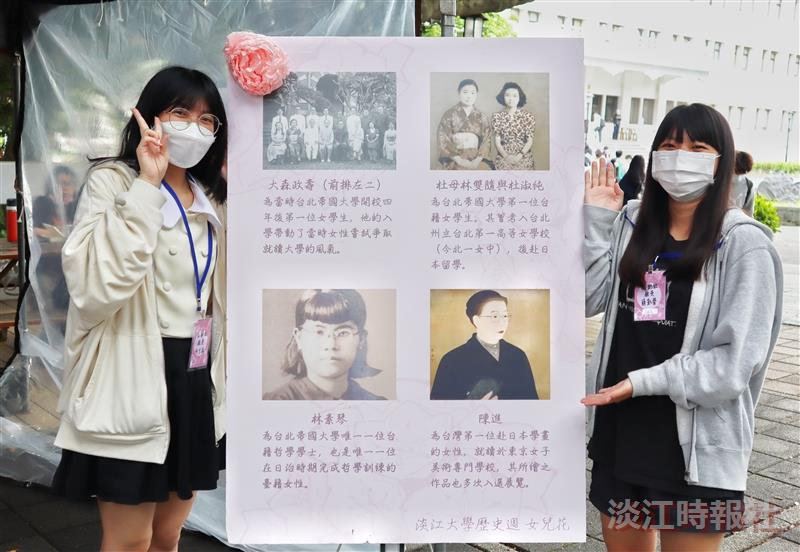 大森政壽（前排左二）
為當時台北帝國大學開校四
年後第一位女學生，他的入
學帶動了當時女性嘗試爭取
就讀大學的風氣。
杜母林雙隨與杜淑純
為台北帝國大學第一位台
籍女學生，其曾考入台北
州立台北第一高等女學校
（今北一女中），後赴日
本留學。
林素琴
為台北帝國大學唯一一位台
籍哲學學士，也是唯一一位
在日治時期完成哲學訓練的
臺籍女性。
陳進
為台灣第一位赴日本學畫
的女性，就讀於東京女子
美術專門學校，其所繪之
作品也多次入選展覽。
淡江大學歷史週 女兒花
淡江時報社